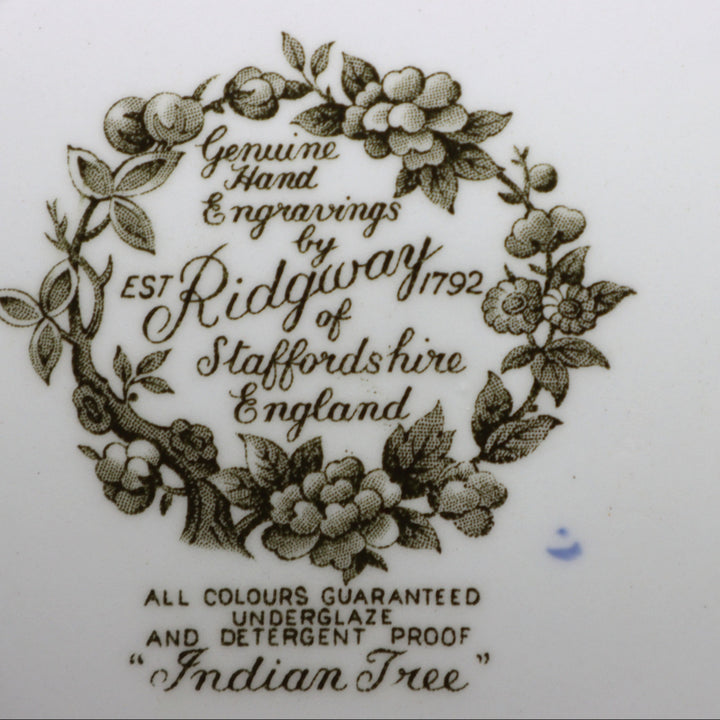 Genuine
Hand
Engravings
by
EST Ridgway 1792
of
Staffordshire
England
ALL COLOURS GUARANTEED
UNDERGLAZE
AND DETERGENT PROOF
"Indian Tree"